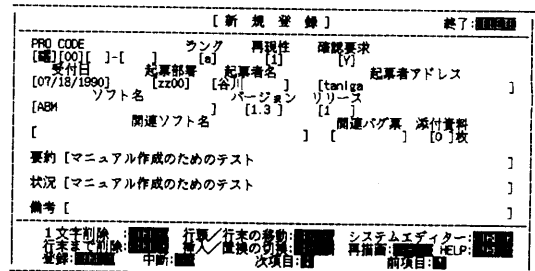 [ 新 規 登 録 ] 終了:
PRO CODE ランク 再現性 確認要求
[00][ ]-[ ] [a] [1] [Y]
受付日 起票部署 起票者名 起票者アドレス
[07/18/1990] [zz00] [谷川 ] [taniga ]
ソフト名 バージョン リリース
[ABM ] [1.3 ] [1 ]
関連ソフト名 関連バグ票 添付資料
[ ] [ ] [0 ]枚
要約 [マニュアル作成のためのテスト ]
状況 [マニュアル作成のためのテスト ]
備考 [ ]
1文字削除 : 行頭/行末の移動: システムエディター:
行末まで削除: 挿入/置換の切換: 再描画: HELP:
登録: 中断: 次項目: 前項目: